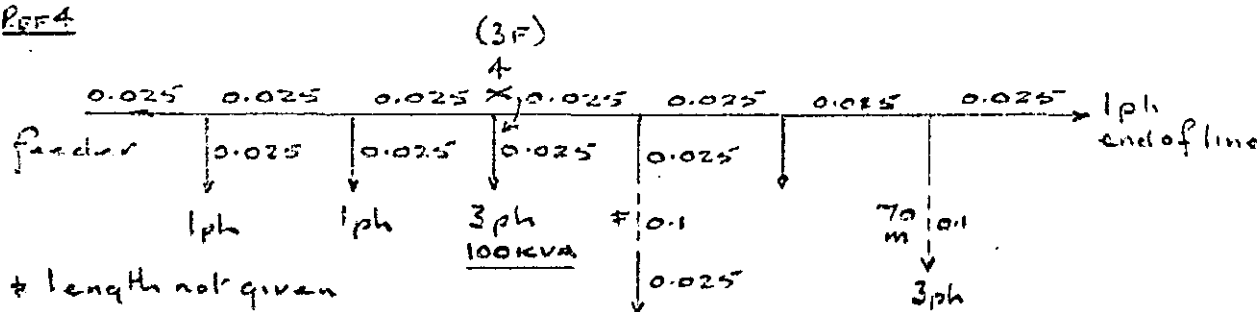 REF 4
(3F)
4
0.025 0.025 0.025 0.025 0.025 0.025 0.025 1ph
feeder 0.025 0.025 0.025 0.025 end of line
1ph 1ph 3ph ‡ 0.1 70 m 0.1
100 KVA
‡ length not given 0.025 3ph